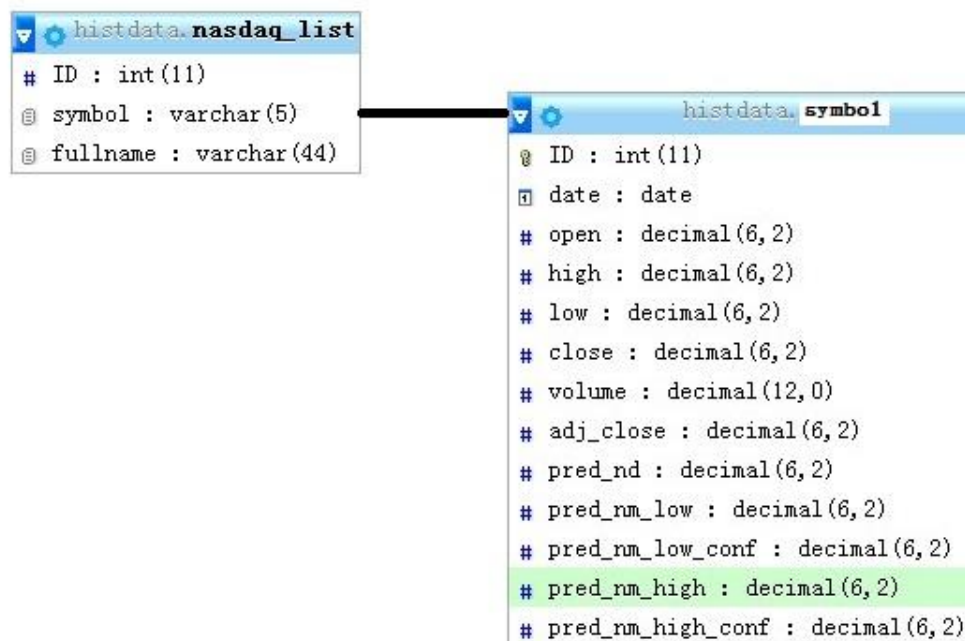 histdata.nasdaq_list
# ID : int(11)
symbol : varchar(5)
fullname : varchar(44)
histdata.symbol
ID : int(11)
date : date
# open : decimal(6,2)
# high : decimal(6,2)
# low : decimal(6,2)
# close : decimal(6,2)
# volume : decimal(12,0)
# adj_close : decimal(6,2)
# pred_nd : decimal(6,2)
# pred_nm_low : decimal(6,2)
# pred_nm_low_conf : decimal(6,2)
# pred_nm_high : decimal(6,2)
# pred_nm_high_conf : decimal(6,2)